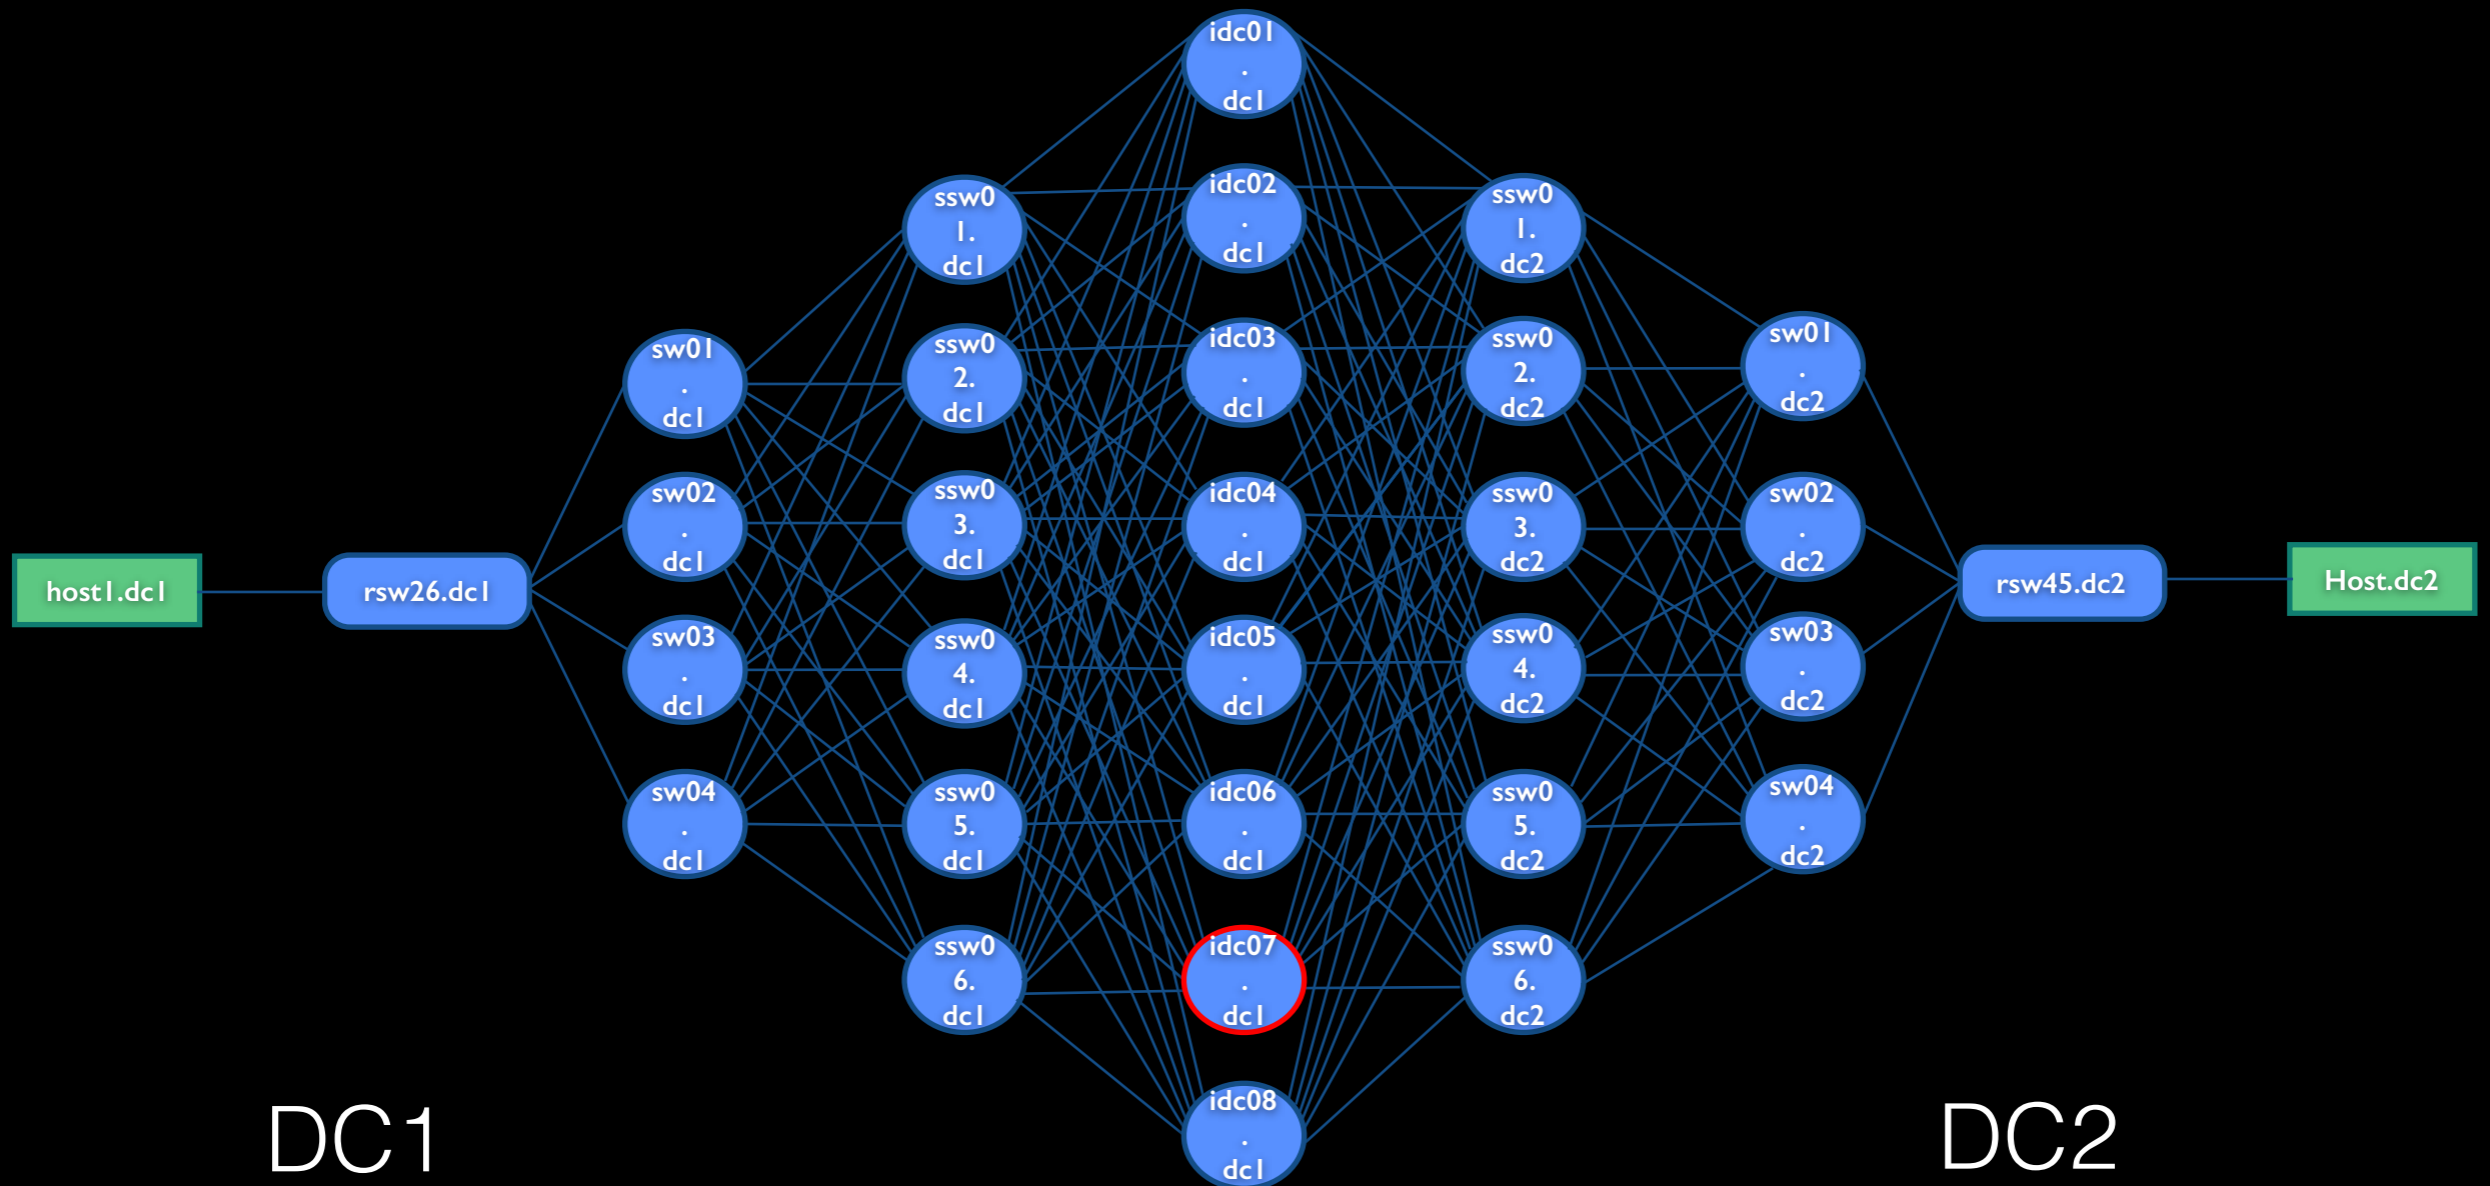 host1.dc1
rsw26.dc1
sw01
.
dc1
sw02
.
dc1
sw03
.
dc1
sw04
.
dc1
ssw0
1.
dc1
ssw0
2.
dc1
ssw0
3.
dc1
ssw0
4.
dc1
ssw0
5.
dc1
ssw0
6.
dc1
idc01
.
dc1
idc02
.
dc1
idc03
.
dc1
idc04
.
dc1
idc05
.
dc1
idc06
.
dc1
idc07
.
dc1
idc08
.
dc1
ssw0
1.
dc2
ssw0
2.
dc2
ssw0
3.
dc2
ssw0
4.
dc2
ssw0
5.
dc2
ssw0
6.
dc2
sw01
.
dc2
sw02
.
dc2
sw03
.
dc2
sw04
.
dc2
rsw45.dc2
Host.dc2
DC1
DC2